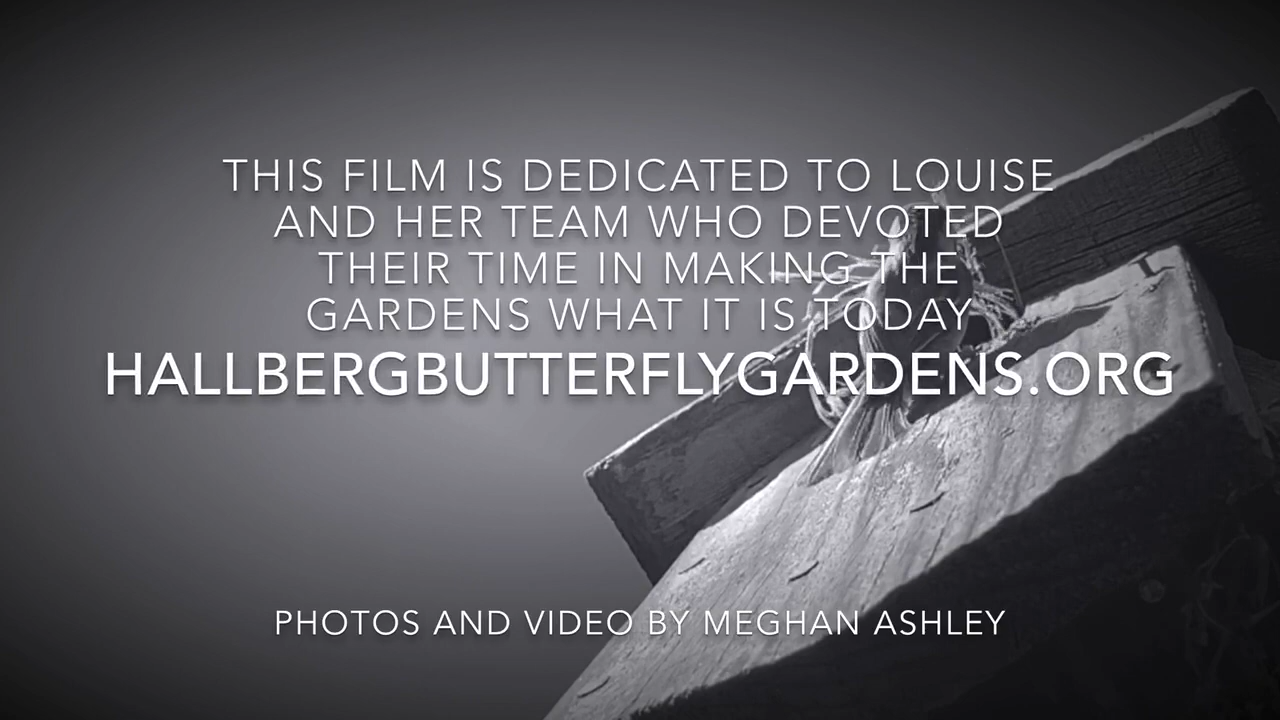 THIS FILM IS DEDICATED TO LOUISE
AND HER TEAM WHO DEVOTED
THEIR TIME IN MAKING THE
GARDENS WHAT IT IS TODAY
HALLBERGBUTTERFLYGARDENS.ORG
PHOTOS AND VIDEO BY MEGHAN ASHLEY